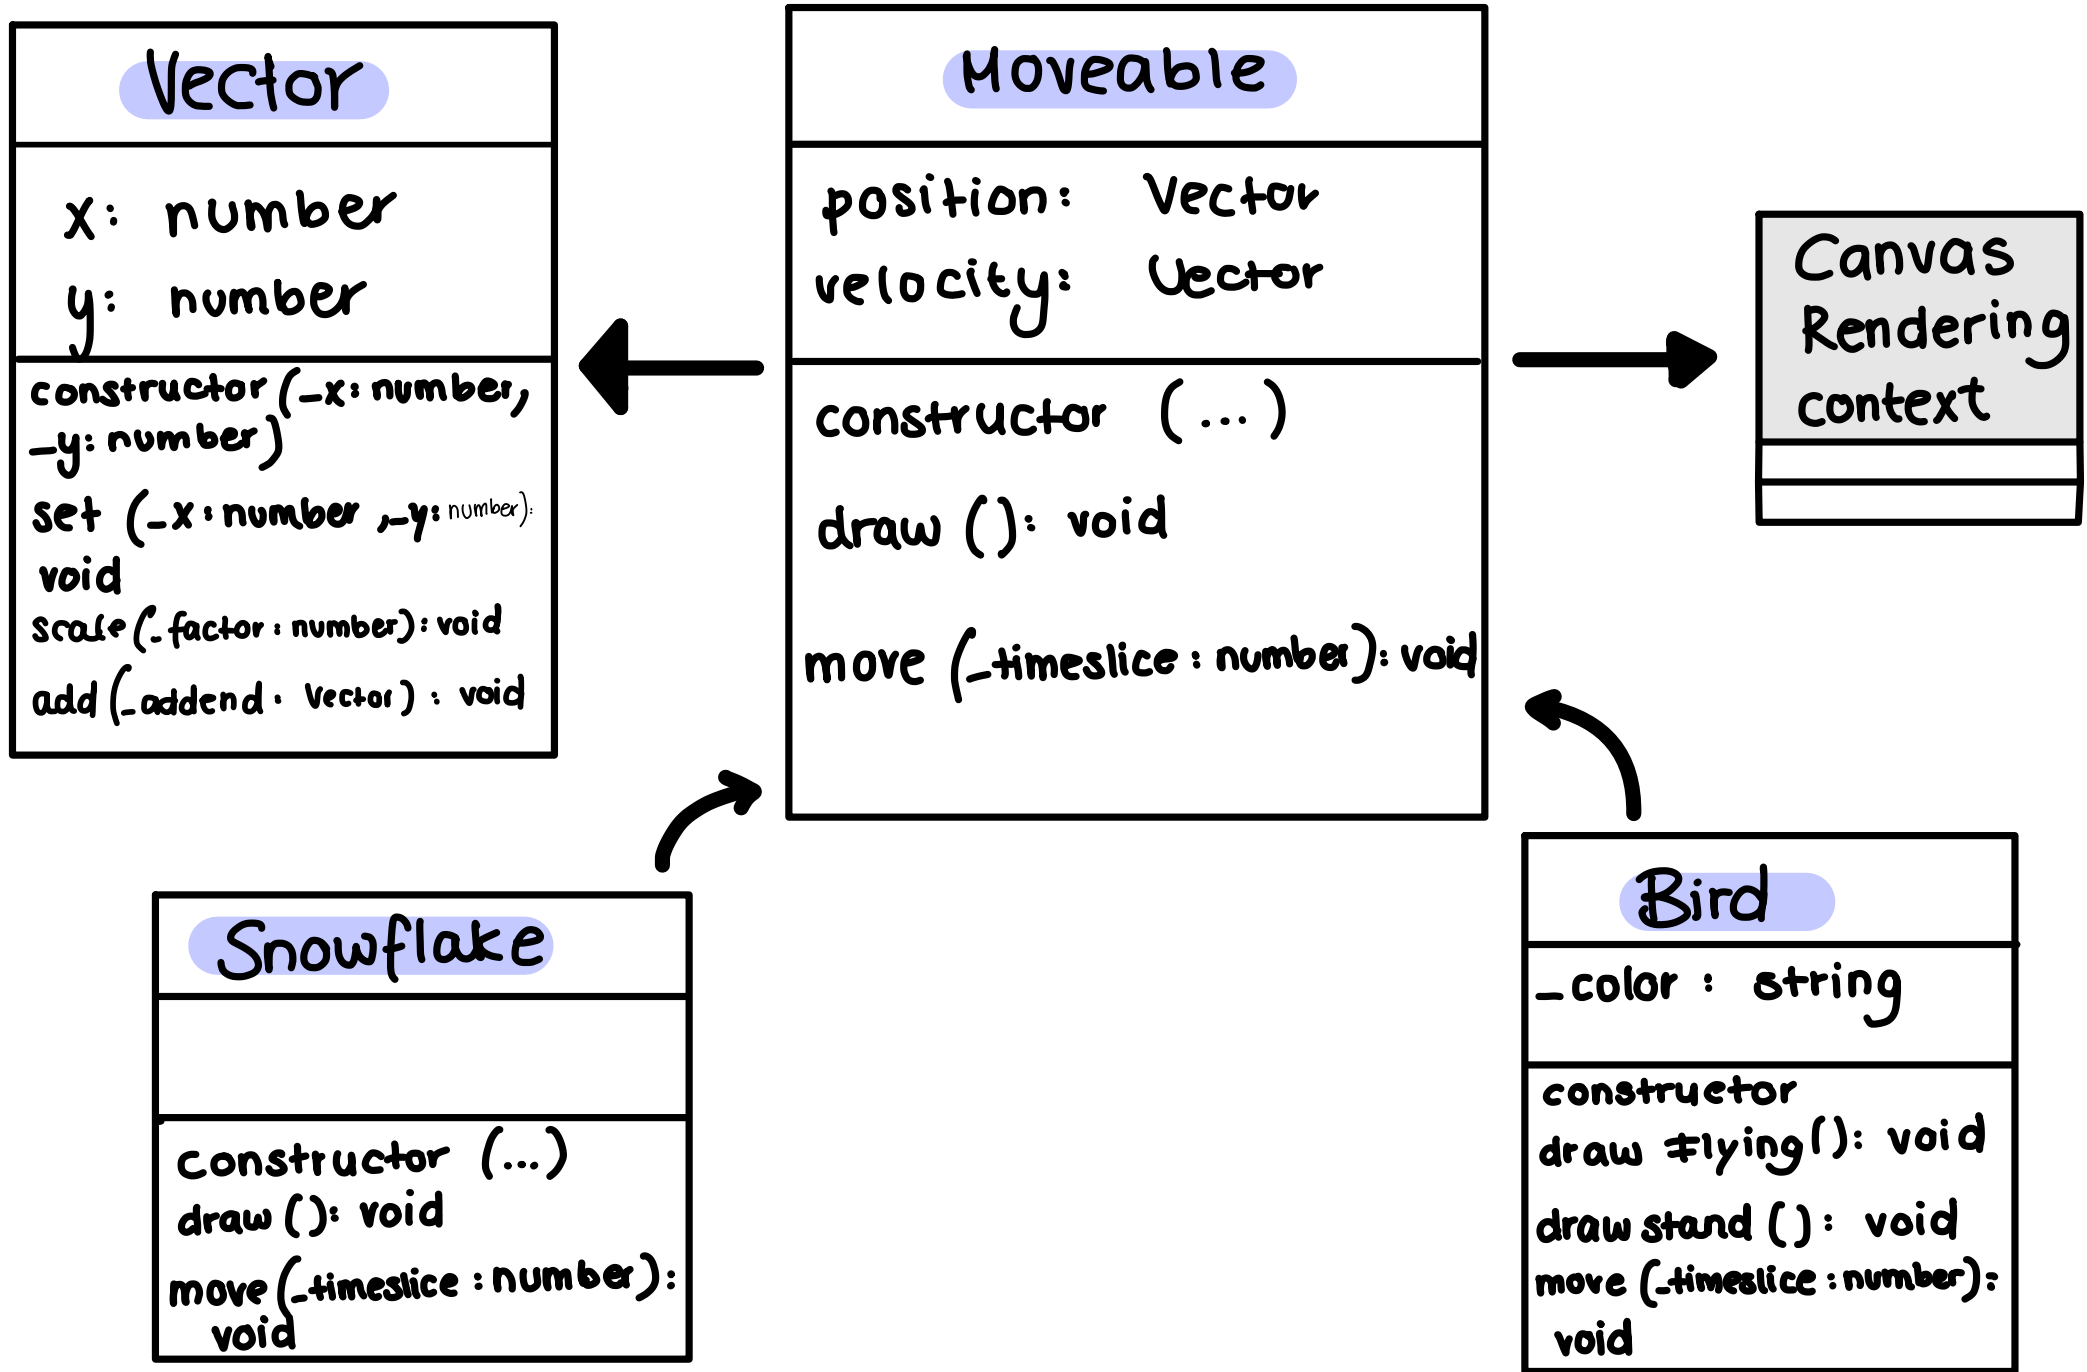 Vector
x: number
y: number
constructor (_x: number,
_y: number)
set (_x: number, _y: number):
void
scale (_factor: number): void
add (_addend: Vector): void
Moveable
position: Vector
velocity: Vector
constructor (...)
draw (): void
move (_timeslice: number): void
Canvas
Rendering
context
Snowflake
constructor (...)
draw (): void
move (_timeslice: number):
void
Bird
_color: string
constructor
draw Flying (): void
draw stand (): void
move (_timeslice: number):
void